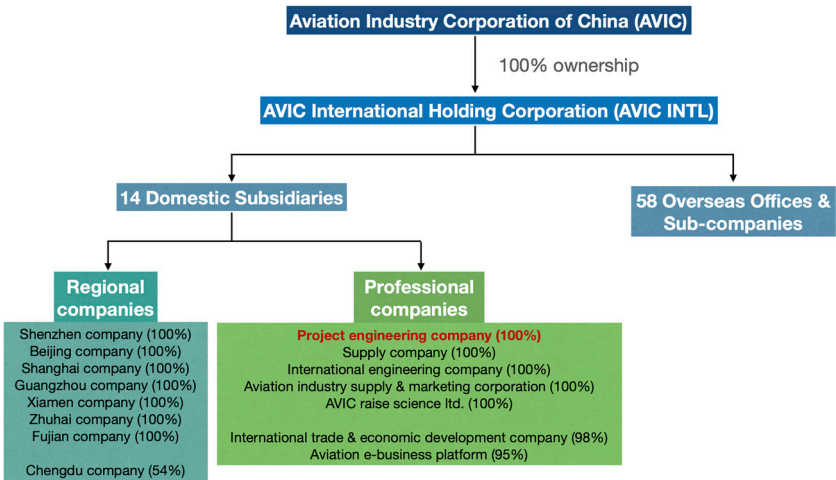 Aviation Industry Corporation of China (AVIC)
100% ownership
AVIC International Holding Corporation (AVIC INTL)
14 Domestic Subsidiaries
58 Overseas Offices &
Sub-companies
Regional
companies
Shenzhen company (100%)
Beijing company (100%)
Shanghai company (100%)
Guangzhou company (100%)
Xiamen company (100%)
Zhuhai company (100%)
Fujian company (100%)
Chengdu company (54%)
Professional
companies
Project engineering company (100%)
Supply company (100%)
International engineering company (100%)
Aviation industry supply & marketing corporation (100%)
AVIC raise science ltd. (100%)
International trade & economic development company (98%)
Aviation e-business platform (95%)